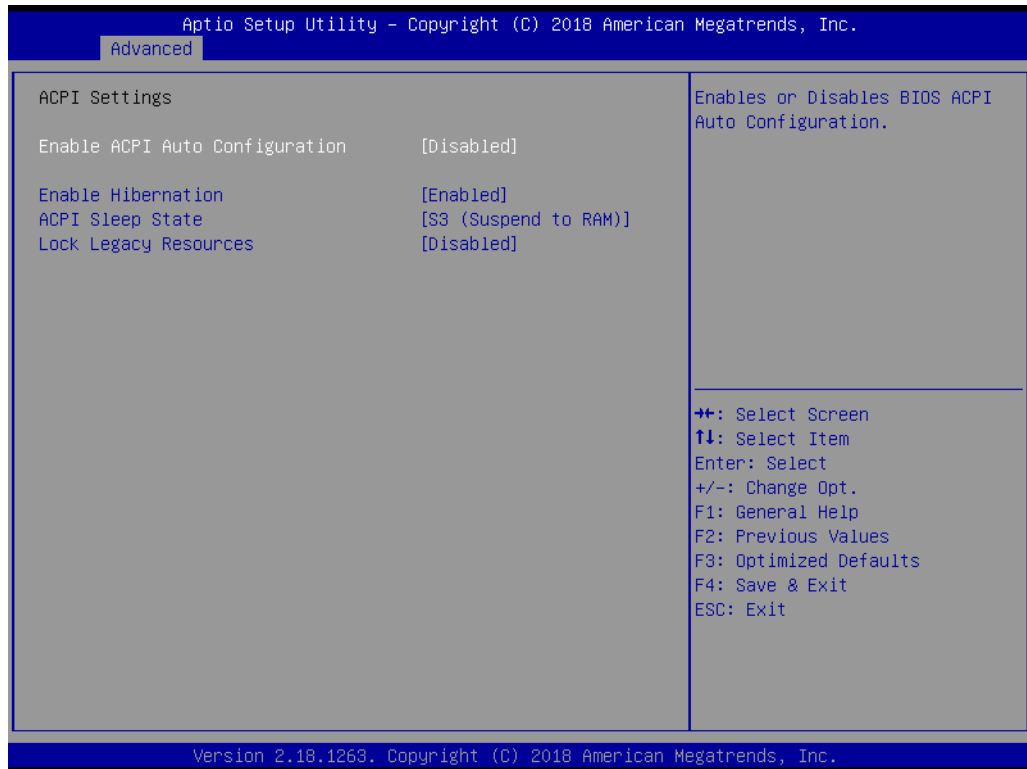 Aptio Setup Utility – Copyright (C) 2018 American Megatrends, Inc.
Advanced
ACPI Settings
Enable ACPI Auto Configuration [Disabled]
Enable Hibernation [Enabled]
ACPI Sleep State [S3 (Suspend to RAM)]
Lock Legacy Resources [Disabled]
Enables or Disables BIOS ACPI
Auto Configuration.
→←: Select Screen
↑↓: Select Item
Enter: Select
+/-: Change Opt.
F1: General Help
F2: Previous Values
F3: Optimized Defaults
F4: Save & Exit
ESC: Exit
Version 2.18.1263. Copyright (C) 2018 American Megatrends, Inc.